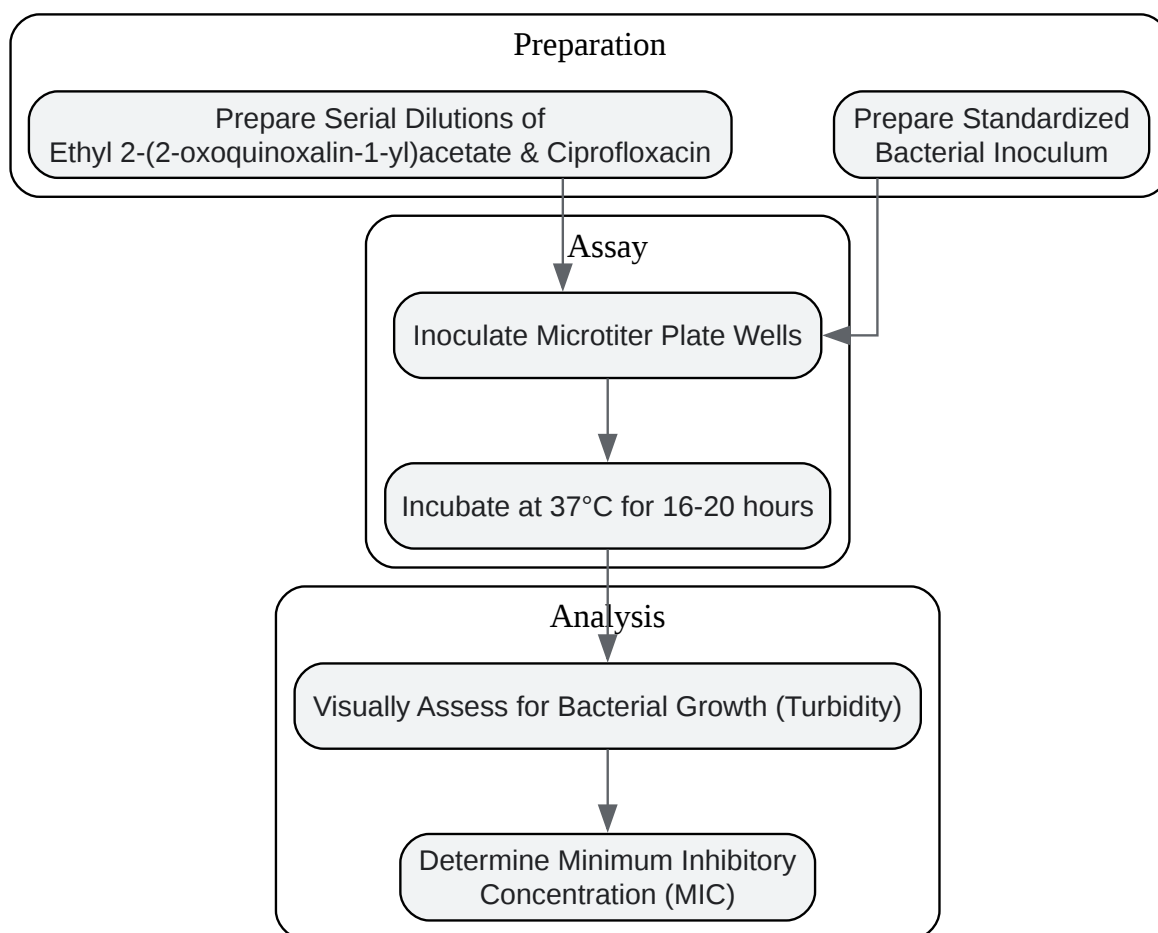 Preparation
Prepare Serial Dilutions of
Ethyl 2-(2-oxoquinoxalin-1-yl)acetate & Ciprofloxacin
Prepare Standardized
Bacterial Inoculum
Assay
Inoculate Microtiter Plate Wells
Incubate at 37°C for 16-20 hours
Analysis
Visually Assess for Bacterial Growth (Turbidity)
Determine Minimum Inhibitory
Concentration (MIC)